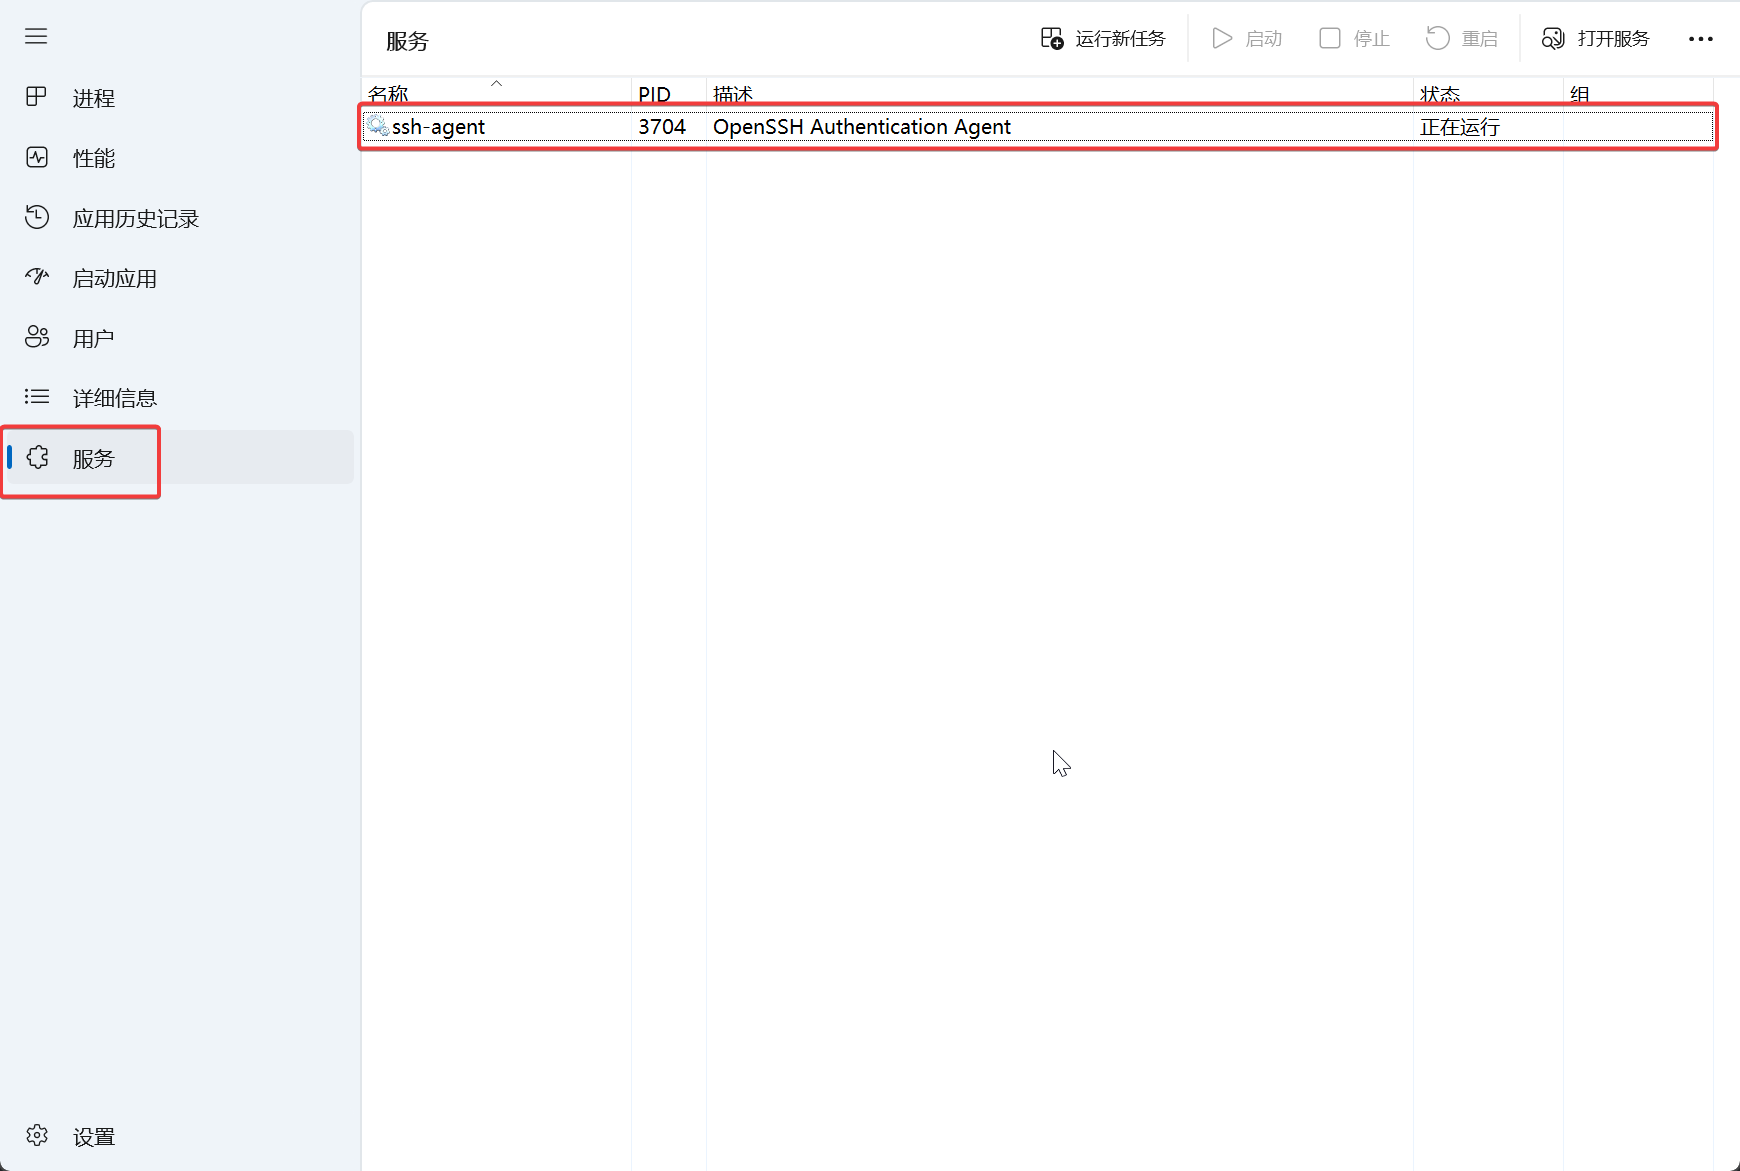 服务
运行新任务
启动
停止
重启
打开服务
进程
性能
应用历史记录
启动应用
用户
详细信息
服务
设置
名称 PID 描述 状态 组
ssh-agent 3704 OpenSSH Authentication Agent 正在运行